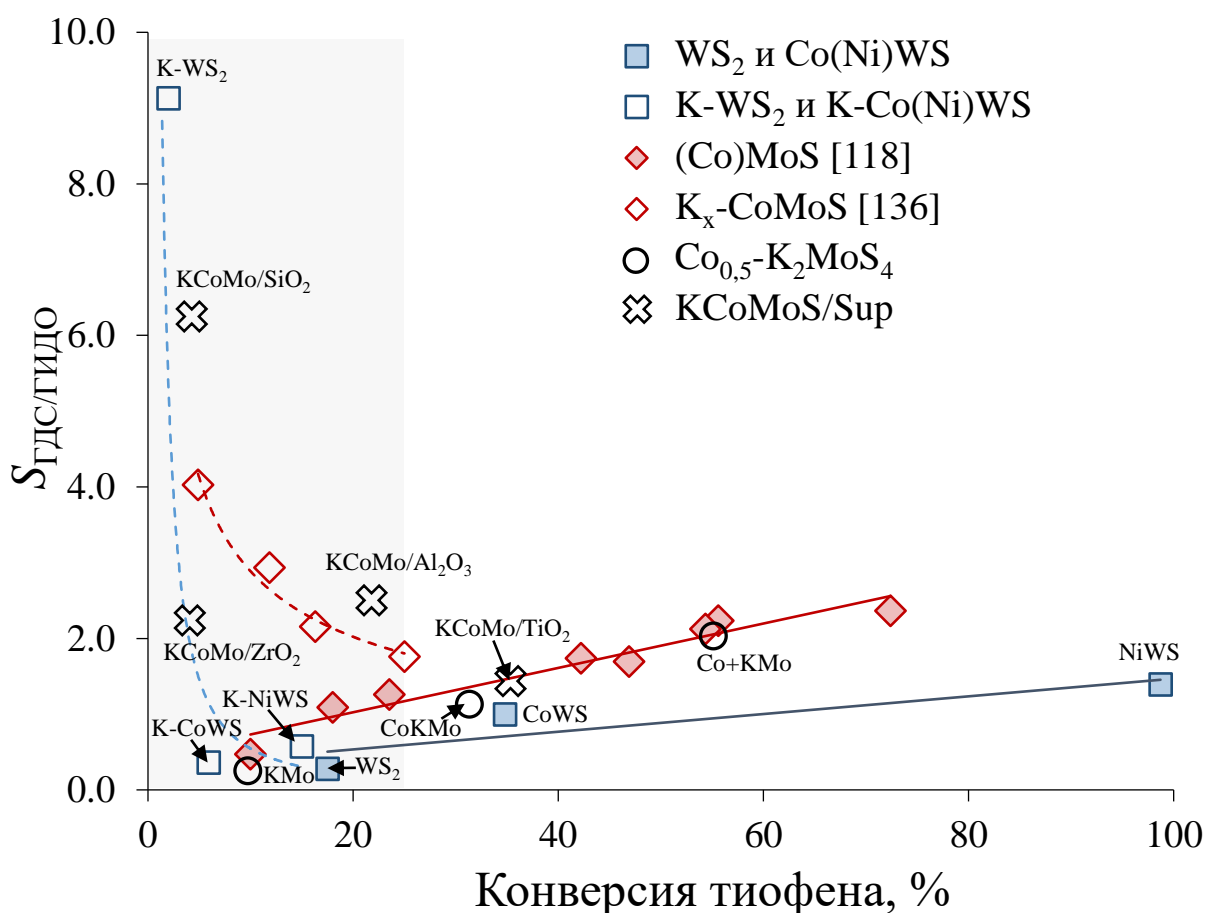 10.0
8.0
6.0
4.0
2.0
0.0
0
20
40
60
80
100
S ГДС/ГИДО
Конверсия тиофена, %
WS2 и Co(Ni)WS
K-WS2 и K-Co(Ni)WS
(Co)MoS [118]
Kx-CoMoS [136]
Co0,5-K2MoS4
KCoMoS/Sup
K-WS2
KCoMo/SiO2
KCoMo/Al2O3
KCoMo/TiO2
KCoMo/ZrO2
Co+KMo
NiWS
K-NiWS
K-CoWS
CoKMo
CoWS
KMo
WS2